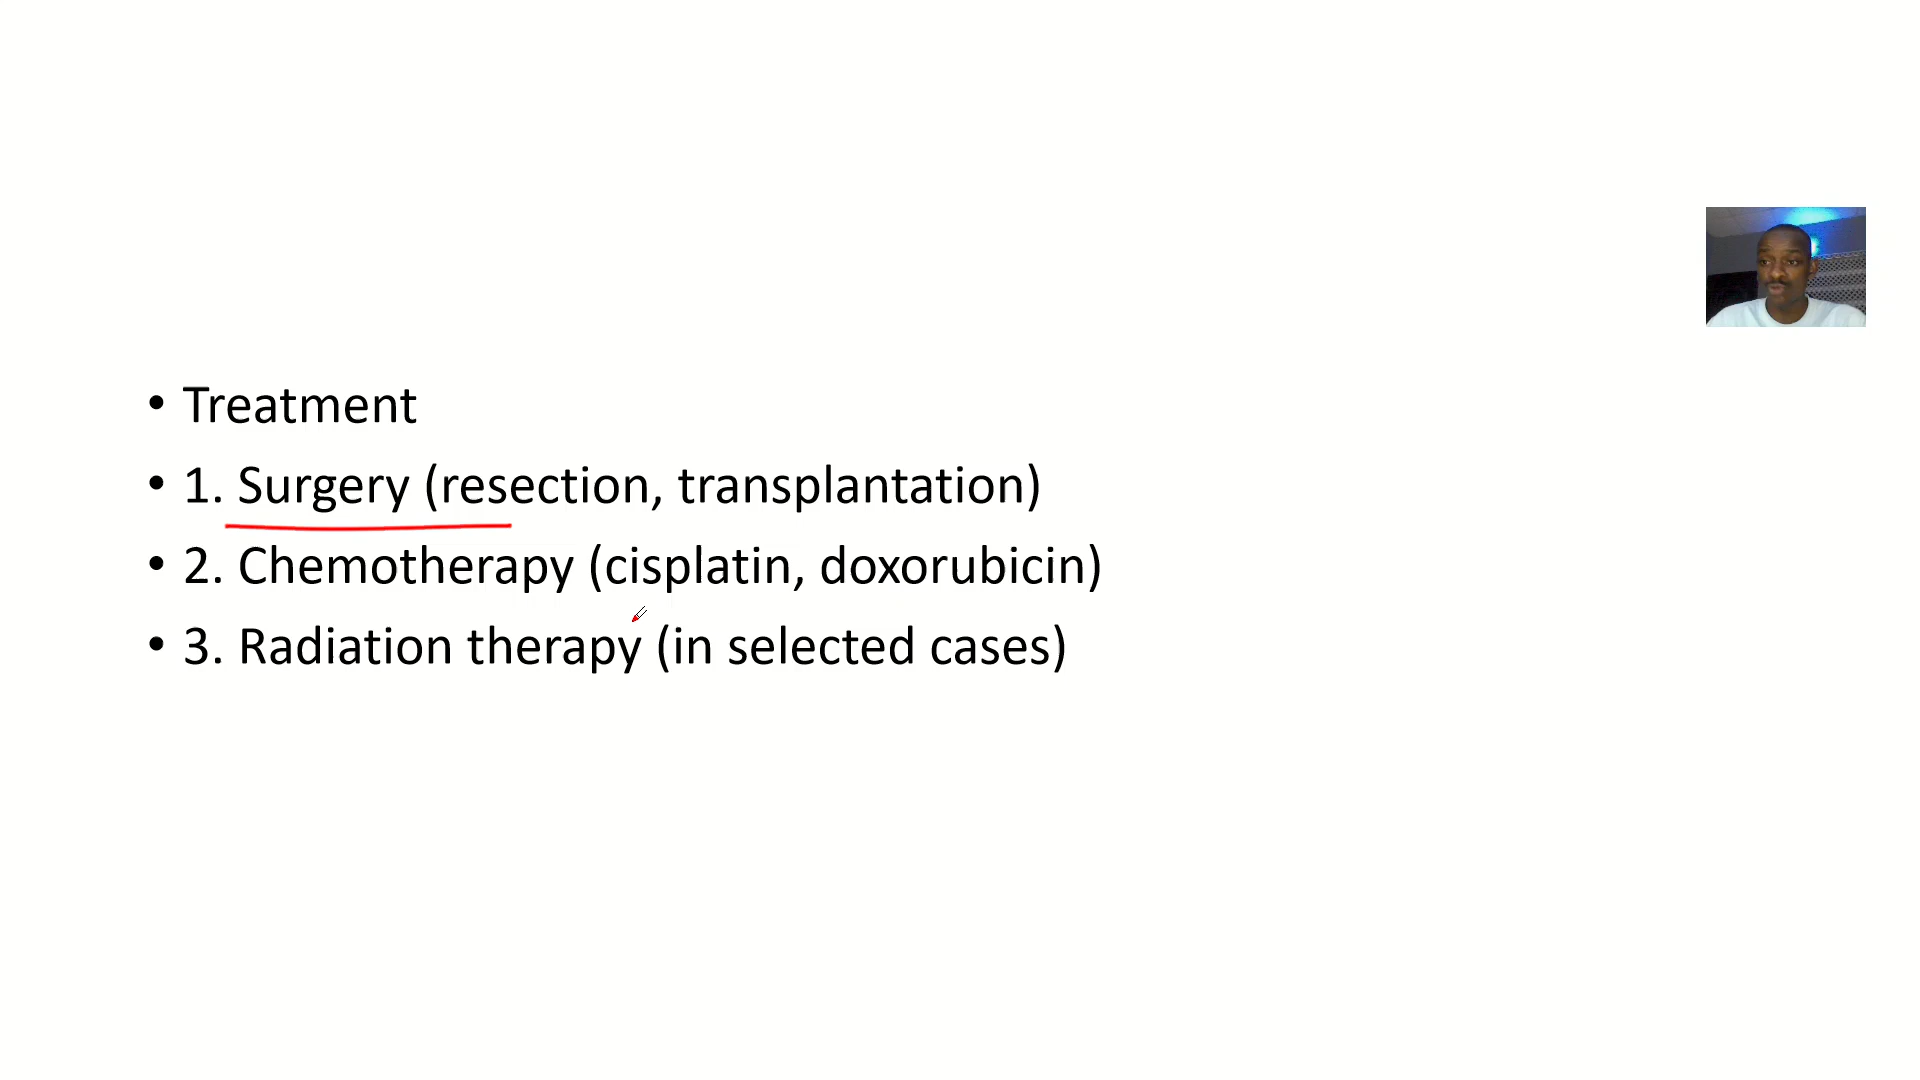 • Treatment
• 1. Surgery (resection, transplantation)
• 2. Chemotherapy (cisplatin, doxorubicin)
• 3. Radiation therapy (in selected cases)